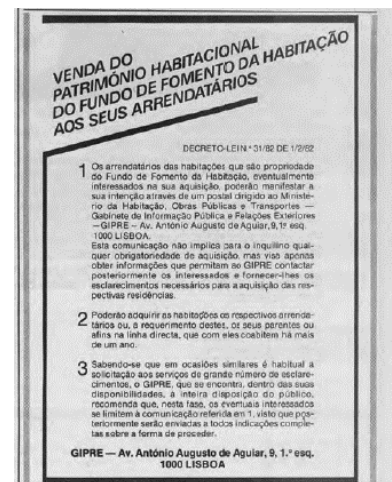 VENDA DO
PATRIMÓNIO HABITACIONAL
DO FUNDO DE FOMENTO DA HABITAÇÃO
AOS SEUS ARRENDATÁRIOS
DECRETO-LEI N.º 31/82 DE 1/2/82
1 Os arrendatários das habitações que são propriedade
do Fundo de Fomento da Habitação, eventualmente
interessados na sua aquisição, poderão manifestar a
sua intenção através de um postal dirigido ao Ministé-
rio da Habitação, Obras Públicas e Transportes —
Gabinete de Informação Pública e Relações Exteriores
–GIPRE – Av. António Augusto de Aguiar, 9, 1º esq.
1000 LISBOA.
Esta comunicação não implica para o inquilino qual-
quer obrigatoriedade de aquisição, mas visa apenas
obter informações que permitam ao GIPRE contactar
posteriormente os interessados e fornecer-lhes os
esclarecimentos necessários para a aquisição das res-
pectivas residências.
2 Poderão adquirir as habitações os respectivos arrenda-
tários ou, a requerimento destes, os seus parentes ou
afins na linha directa, que com eles coabitem há mais
de um ano.
3 Sabendo-se que em ocasiões similares é habitual a
solicitação aos serviços de grande número de esclare-
cimentos, o GIPRE, que se encontra, dentro das suas
disponibilidades, à inteira disposição do público,
recomenda que, nesta fase, os eventuais interessados
se limitem à comunicação referida em 1, visto que pos-
teriormente serão enviadas a todos indicações comple-
tas sobre a forma de proceder.
GIPRE — Av. António Augusto de Aguiar, 9, 1.º esq.
1000 LISBOA